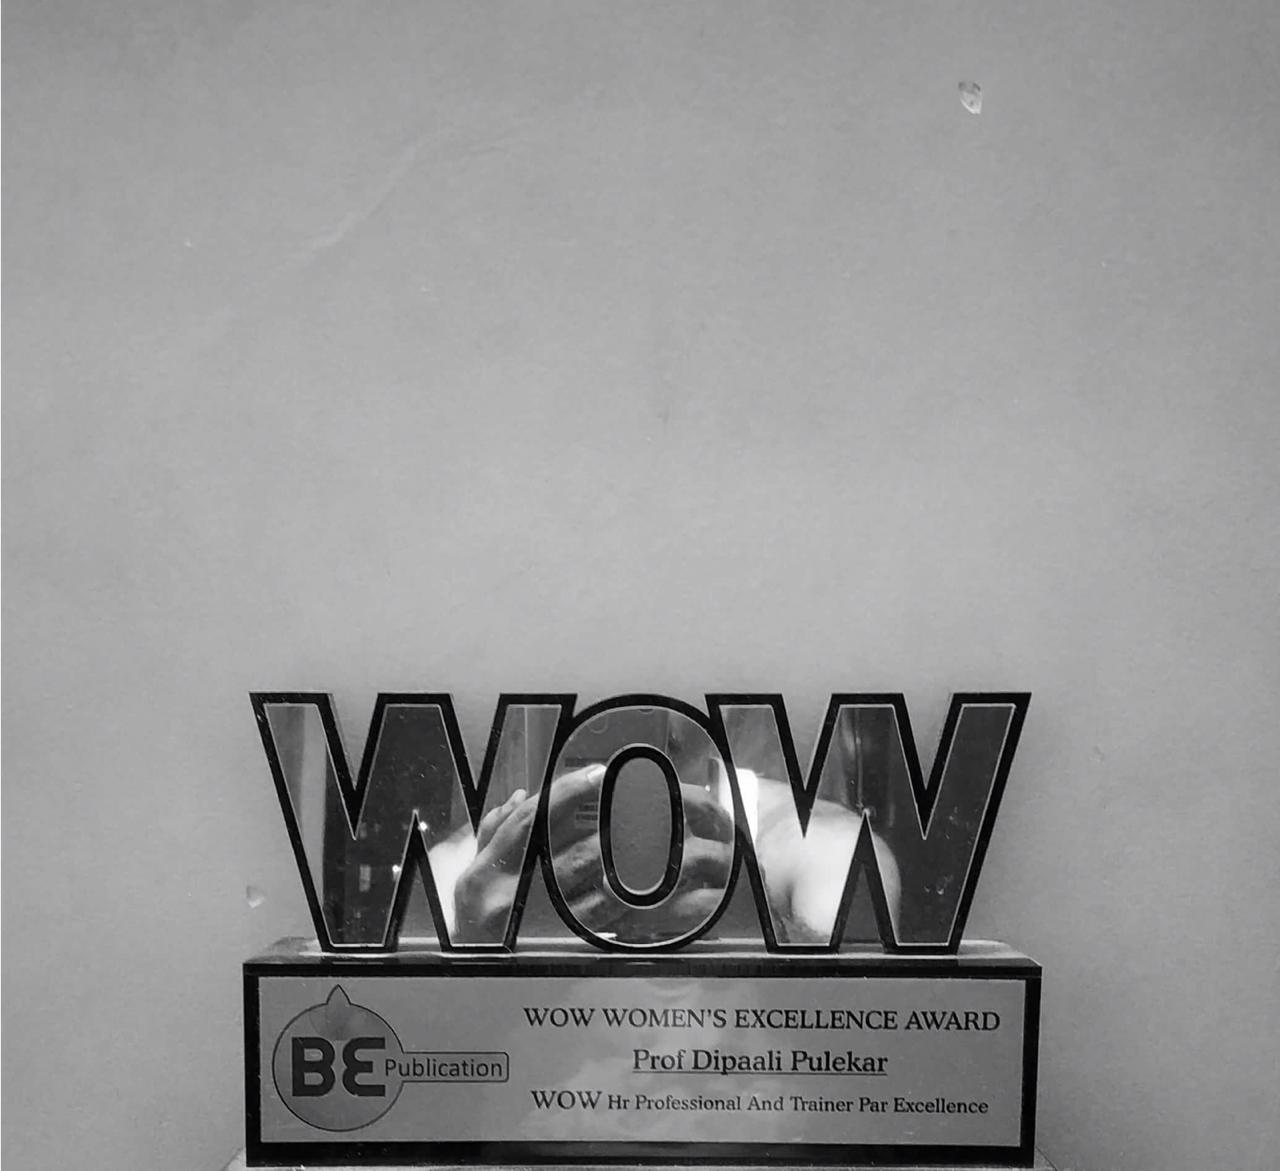 WOW
BE Publication
WOW WOMEN'S EXCELLENCE AWARD
Prof Dipaali Pulekar
WOW Hr Professional And Trainer Par Excellence